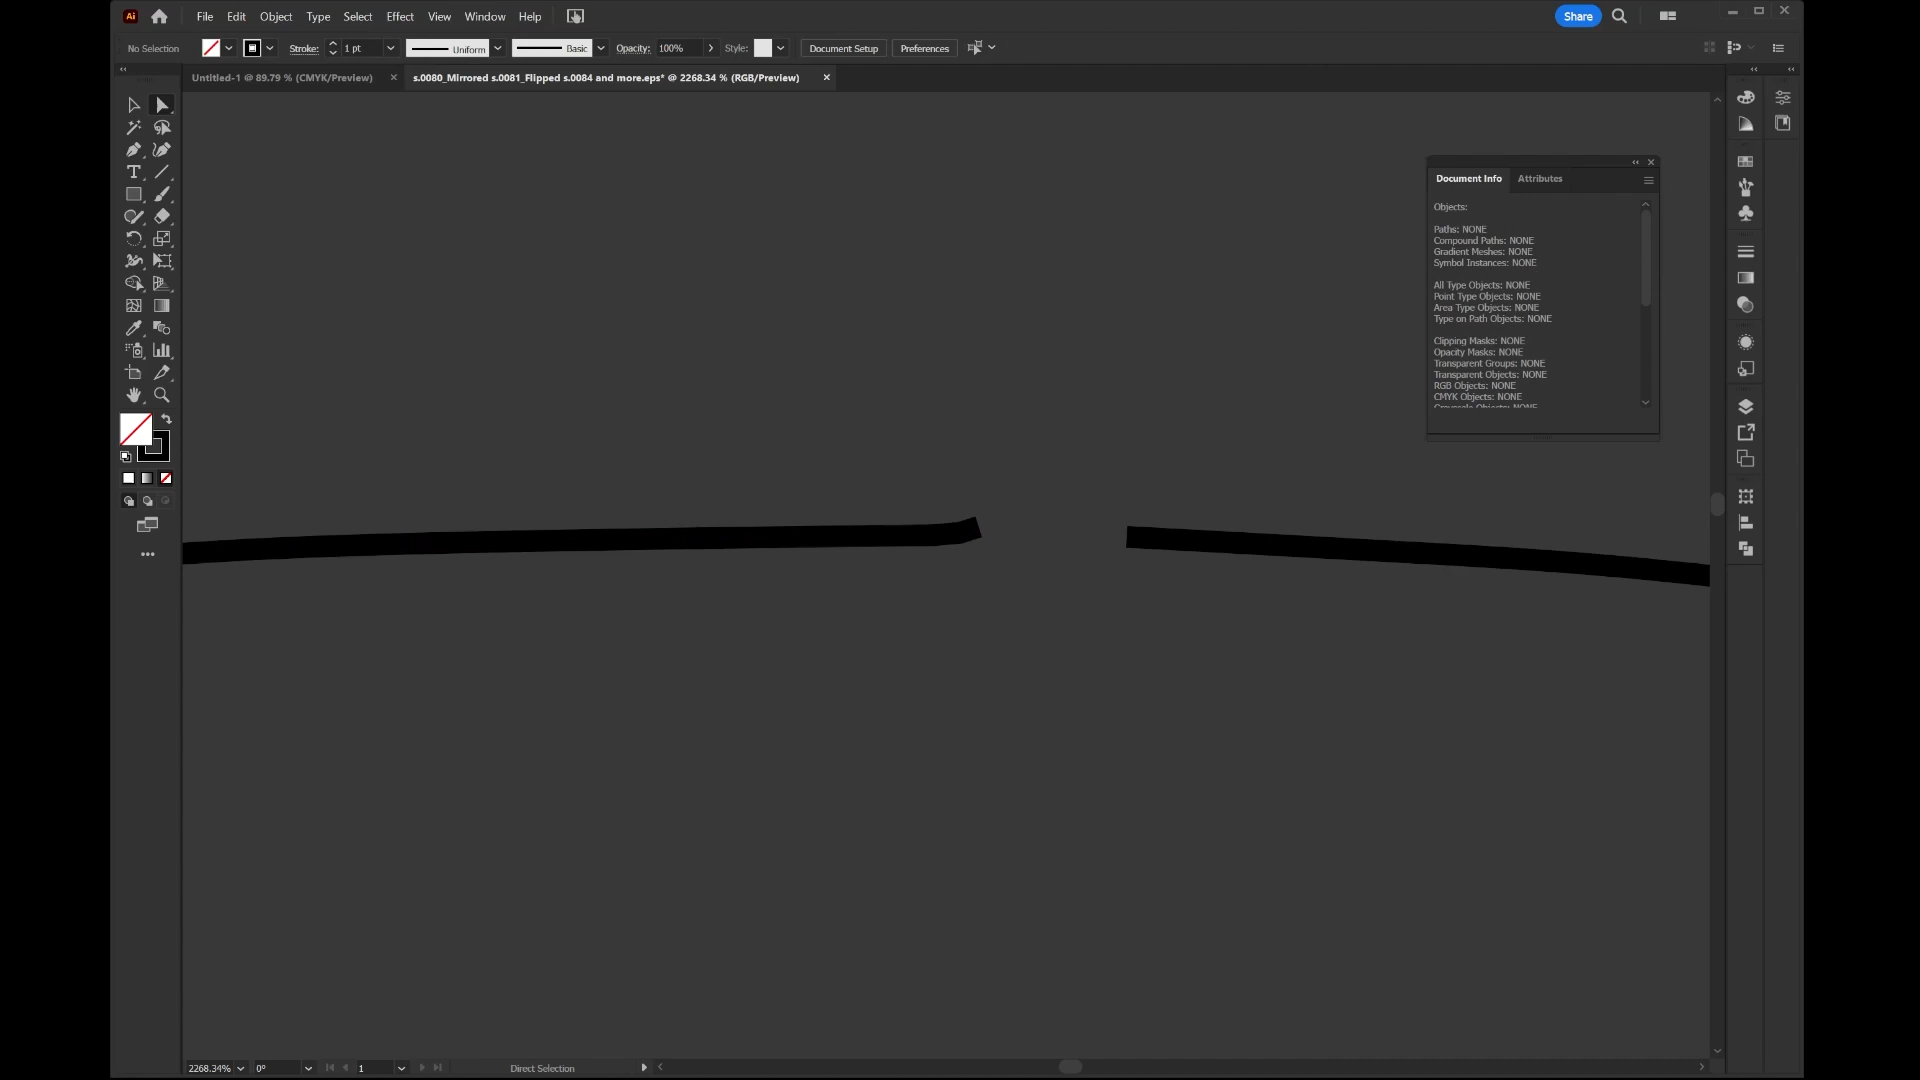 Ai
File Edit Object Type Select Effect View Window Help
Share
No Selection
Stroke:
1 pt
Uniform
Basic
Opacity:
100%
Style:
Document Setup
Preferences
Untitled-1 @ 89.79 % (CMYK/Preview)
s.0080_Mirrored s.0081_Flipped s.0084 and more.eps* @ 2268.34 % (RGB/Preview)
Document Info
Attributes
Objects:
Paths: NONE
Compound Paths: NONE
Gradient Meshes: NONE
Symbol Instances: NONE
All Type Objects: NONE
Point Type Objects: NONE
Area Type Objects: NONE
Type on Path Objects: NONE
Clipping Masks: NONE
Opacity Masks: NONE
Transparent Groups: NONE
Transparent Objects: NONE
RGB Objects: NONE
CMYK Objects: NONE
Grayscale Objects: NONE
2268.34%
0°
1
Direct Selection